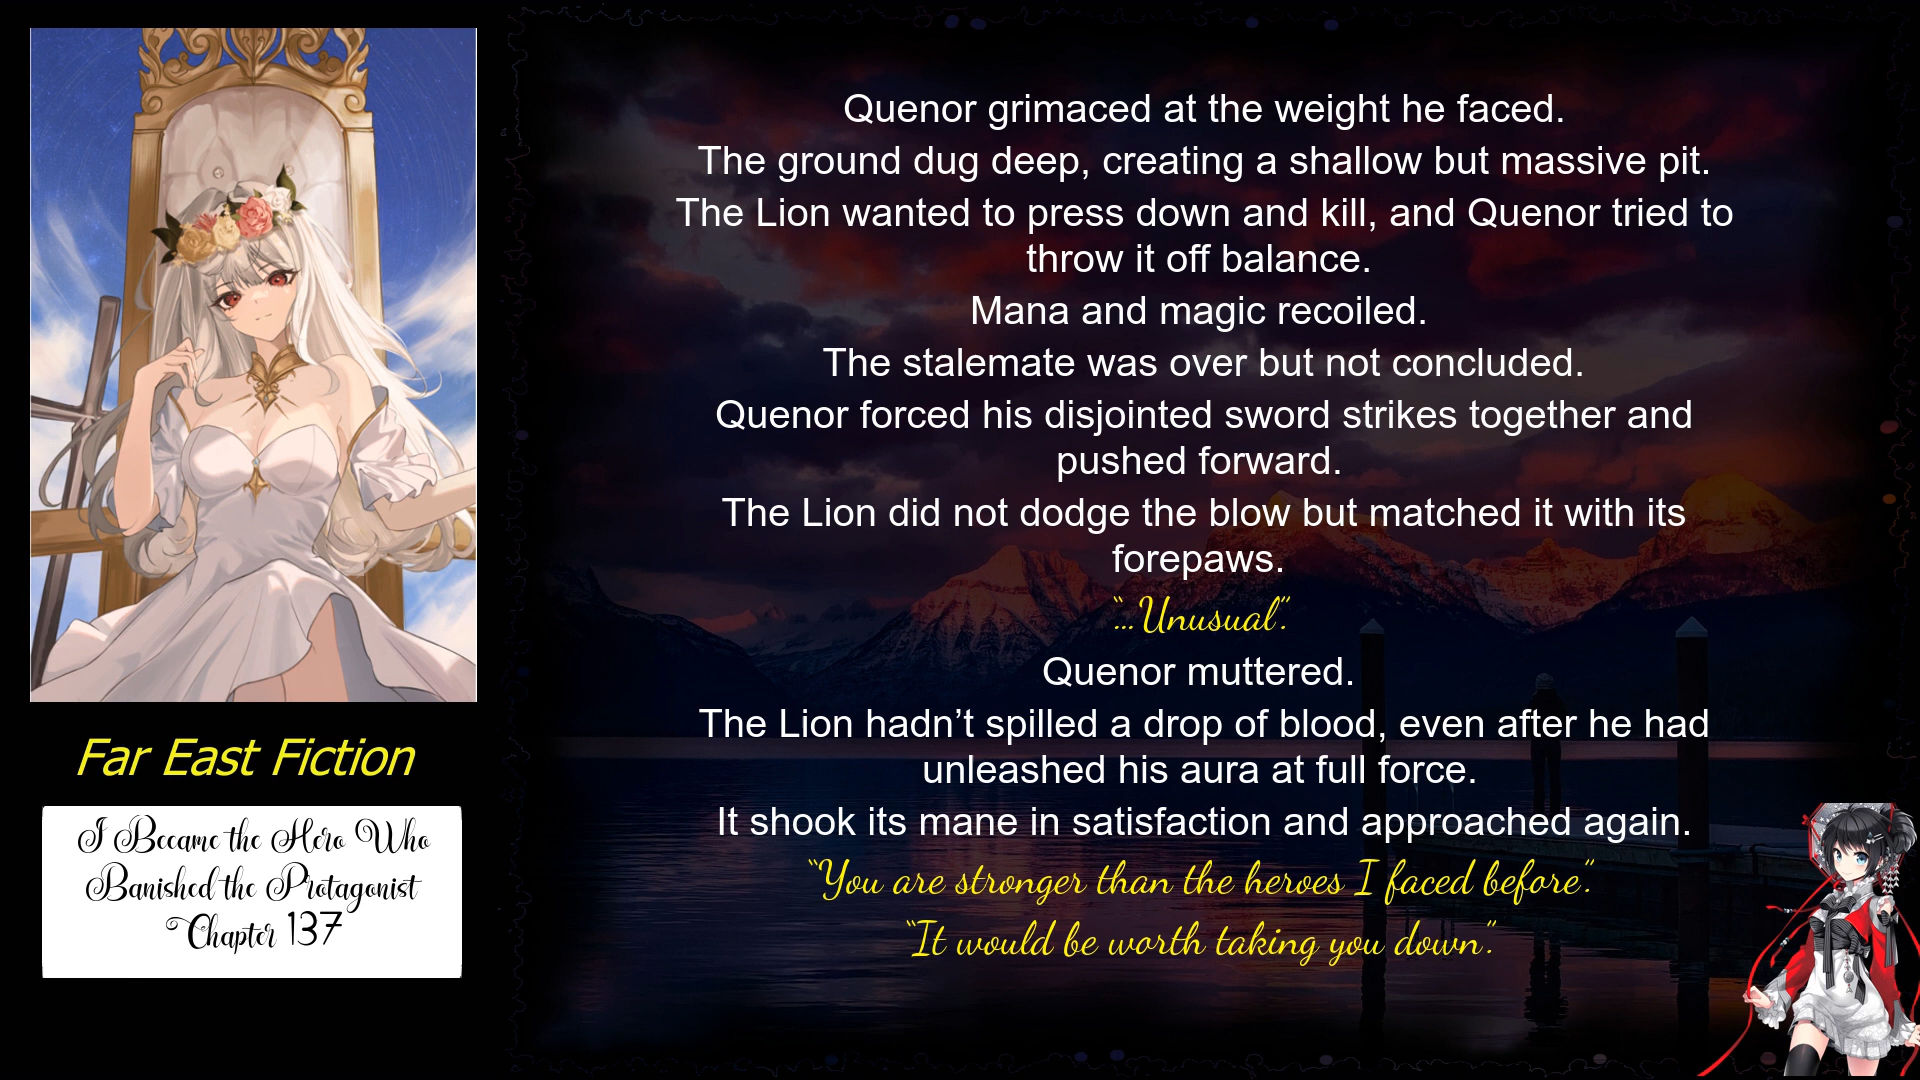 Quenor grimaced at the weight he faced.
The ground dug deep, creating a shallow but massive pit.
The Lion wanted to press down and kill, and Quenor tried to
throw it off balance.
Mana and magic recoiled.
The stalemate was over but not concluded.
Quenor forced his disjointed sword strikes together and
pushed forward.
The Lion did not dodge the blow but matched it with its
forepaws.
“...Unusual”.
Quenor muttered.
The Lion hadn’t spilled a drop of blood, even after he had
unleashed his aura at full force.
It shook its mane in satisfaction and approached again.
“You are stronger than the heroes I faced before”.
“It would be worth taking you down”.
Far East Fiction
I Became the Hero Who
Banished the Protagonist
Chapter 137